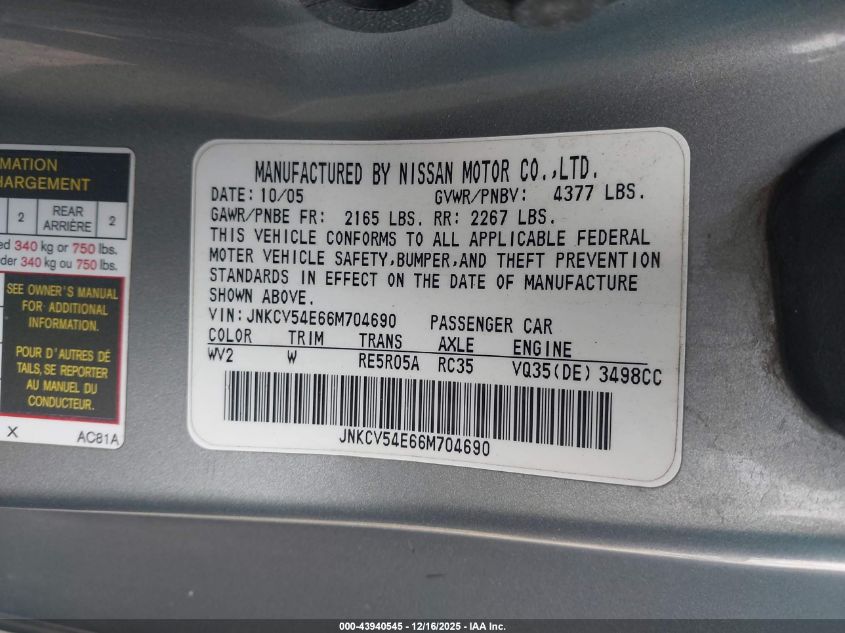 MATION
HARGEMENT
2 REAR ARRIÈRE 2
ed 340 kg or 750 lbs.
der 340 kg ou 750 lbs.
SEE OWNER'S MANUAL
FOR ADDITIONAL
INFORMATION.
POUR D'AUTRES DÉ
TAILS, SE REPORTER
AU MANUEL DU
CONDUCTEUR.
X AC81A
MANUFACTURED BY NISSAN MOTOR CO.,LTD.
DATE: 10/05 GVWR/PNBV: 4377 LBS.
GAWR/PNBE FR: 2165 LBS. RR: 2267 LBS.
THIS VEHICLE CONFORMS TO ALL APPLICABLE FEDERAL
MOTER VEHICLE SAFETY,BUMPER,AND THEFT PREVENTION
STANDARDS IN EFFECT ON THE DATE OF MANUFACTURE
SHOWN ABOVE.
VIN:JNKCV54E66M704690 PASSENGER CAR
COLOR TRIM TRANS AXLE ENGINE
WV2 W RE5R05A RC35 VQ35(DE) 3498CC
JNKCV54E66M704690
000-43940545 - 12/16/2025 - IAA Inc.